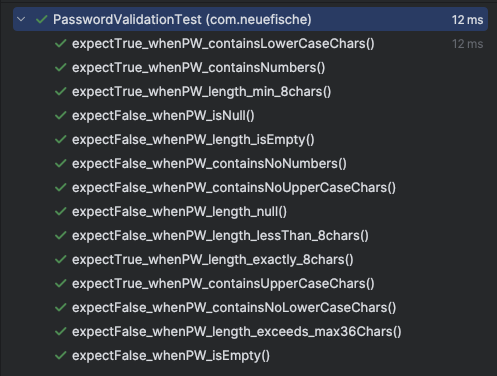 PasswordValidationTest (com.neuefische) 12 ms
expectTrue_whenPW_containsLowerCaseChars() 12 ms
expectTrue_whenPW_containsNumbers()
expectTrue_whenPW_length_min_8chars()
expectFalse_whenPW_isNull()
expectFalse_whenPW_length_isEmpty()
expectFalse_whenPW_containsNoNumbers()
expectFalse_whenPW_containsNoUpperCaseChars()
expectFalse_whenPW_length_null()
expectFalse_whenPW_length_lessThan_8chars()
expectTrue_whenPW_length_exactly_8chars()
expectTrue_whenPW_containsUpperCaseChars()
expectFalse_whenPW_containsNoLowerCaseChars()
expectFalse_whenPW_length_exceeds_max36Chars()
expectFalse_whenPW_isEmpty()